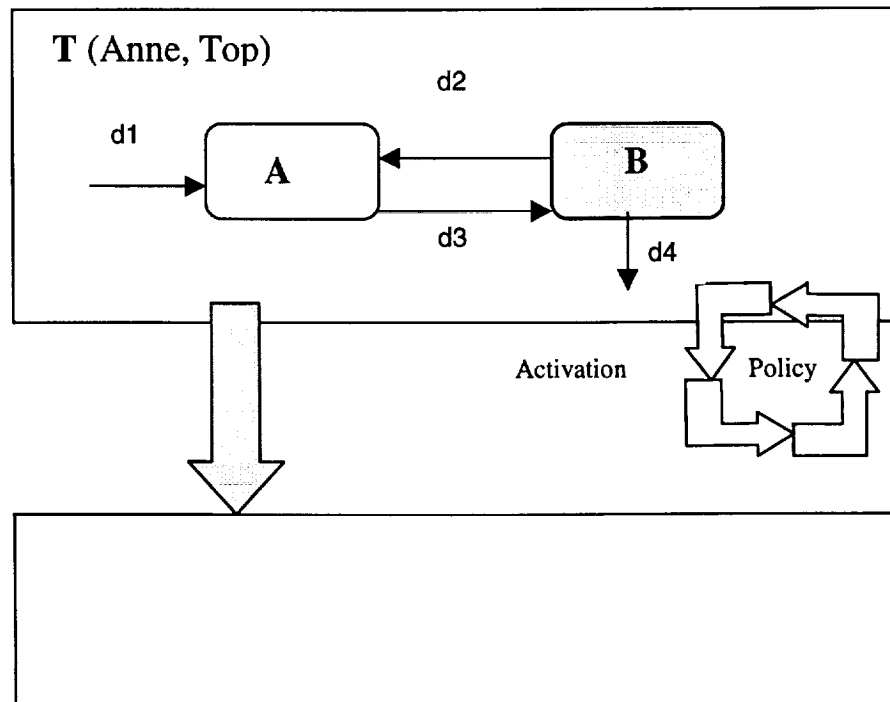 T (Anne, Top)
d2
d1
A
B
d3
d4
Activation
Policy